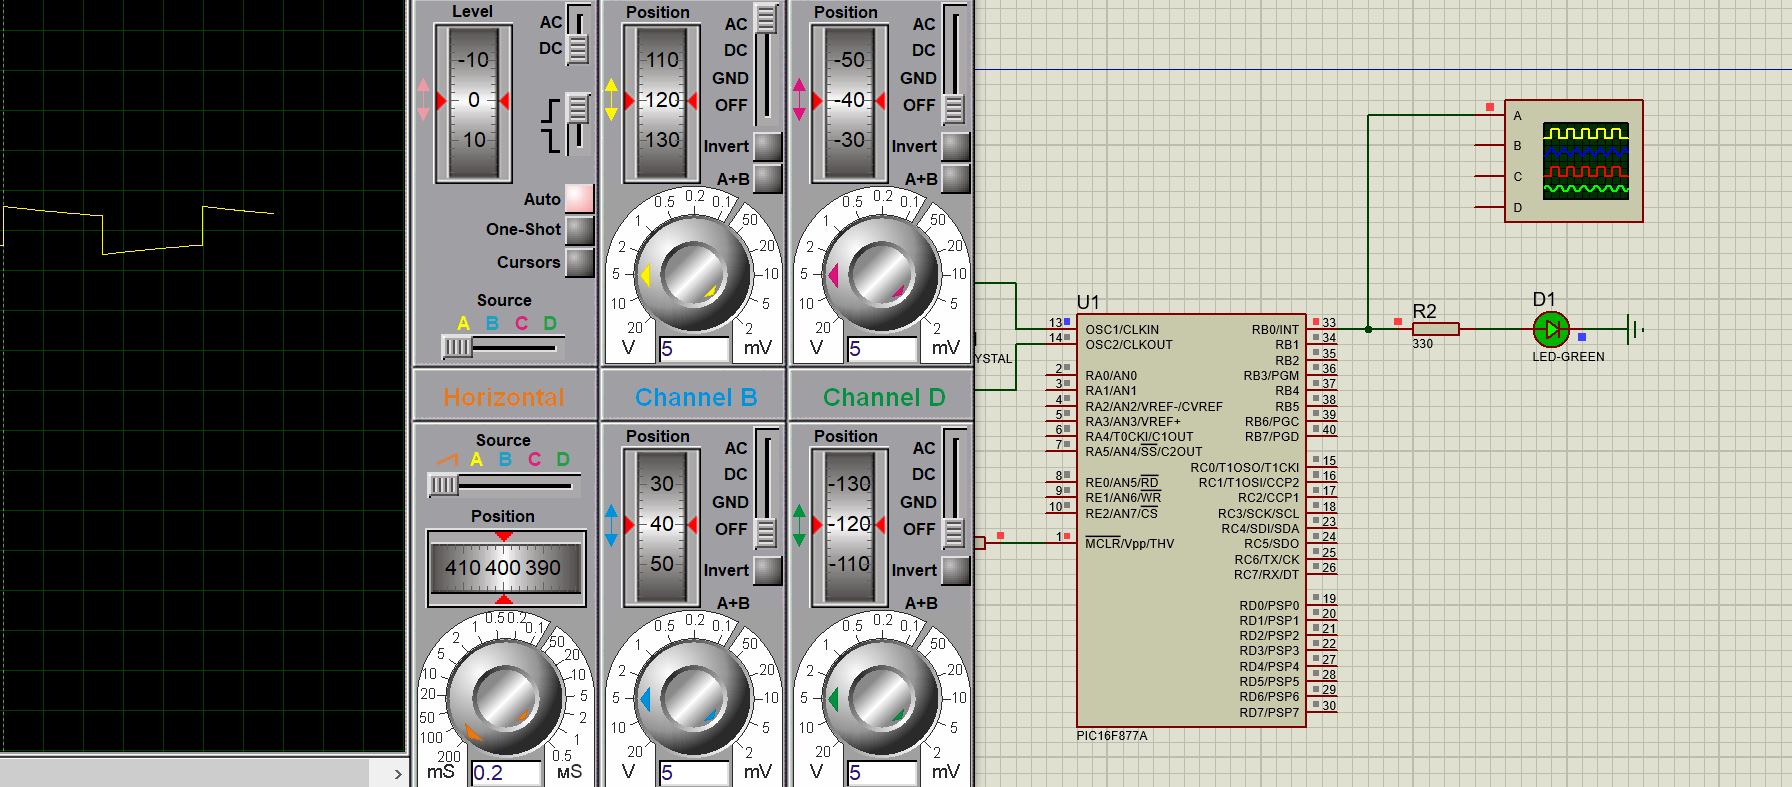 Level
AC
DC
-10
0
10
Auto
One-Shot
Cursors
Source
A B C D
Position
AC
DC
GND
OFF
110
120
130
Invert
A+B
0.5 0.2 0.1
1 50
2 20
5 10
10 5
20 2
V 5 mV
Position
AC
DC
GND
OFF
-50
-40
-30
Invert
A+B
0.5 0.2 0.1
1 50
2 20
5 10
10 5
20 2
V 5 mV
Horizontal
Source
A B C D
Position
410 400 390
0.5 0.2 0.1
1 50
2 20
5 10
10 5
20 5
50 2
100 1
200 0.5
mS 0.2 мS
Channel B
Position
AC
DC
GND
OFF
30
40
50
Invert
A+B
0.5 0.2 0.1
1 50
2 20
5 10
10 5
20 2
V 5 mV
Channel D
Position
AC
DC
GND
OFF
-130
-120
-110
Invert
A+B
0.5 0.2 0.1
1 50
2 20
5 10
10 5
20 2
V 5 mV
YSTAL
U1
13 OSC1/CLKIN
14 OSC2/CLKOUT
2 RA0/AN0
3 RA1/AN1
4 RA2/AN2/VREF-/CVREF
5 RA3/AN3/VREF+
6 RA4/T0CKI/C1OUT
7 RA5/AN4/SS/C2OUT
8 RE0/AN5/RD
9 RE1/AN6/WR
10 RE2/AN7/CS
1 MCLR/Vpp/THV
RB0/INT 33
RB1 34
RB2 35
RB3/PGM 36
RB4 37
RB5 38
RB6/PGC 39
RB7/PGD 40
RC0/T1OSO/T1CKI 15
RC1/T1OSI/CCP2 16
RC2/CCP1 17
RC3/SCK/SCL 18
RC4/SDI/SDA 23
RC5/SDO 24
RC6/TX/CK 25
RC7/RX/DT 26
RD0/PSP0 19
RD1/PSP1 20
RD2/PSP2 21
RD3/PSP3 22
RD4/PSP4 27
RD5/PSP5 28
RD6/PSP6 29
RD7/PSP7 30
PIC16F877A
A
B
C
D
R2
330
D1
LED-GREEN